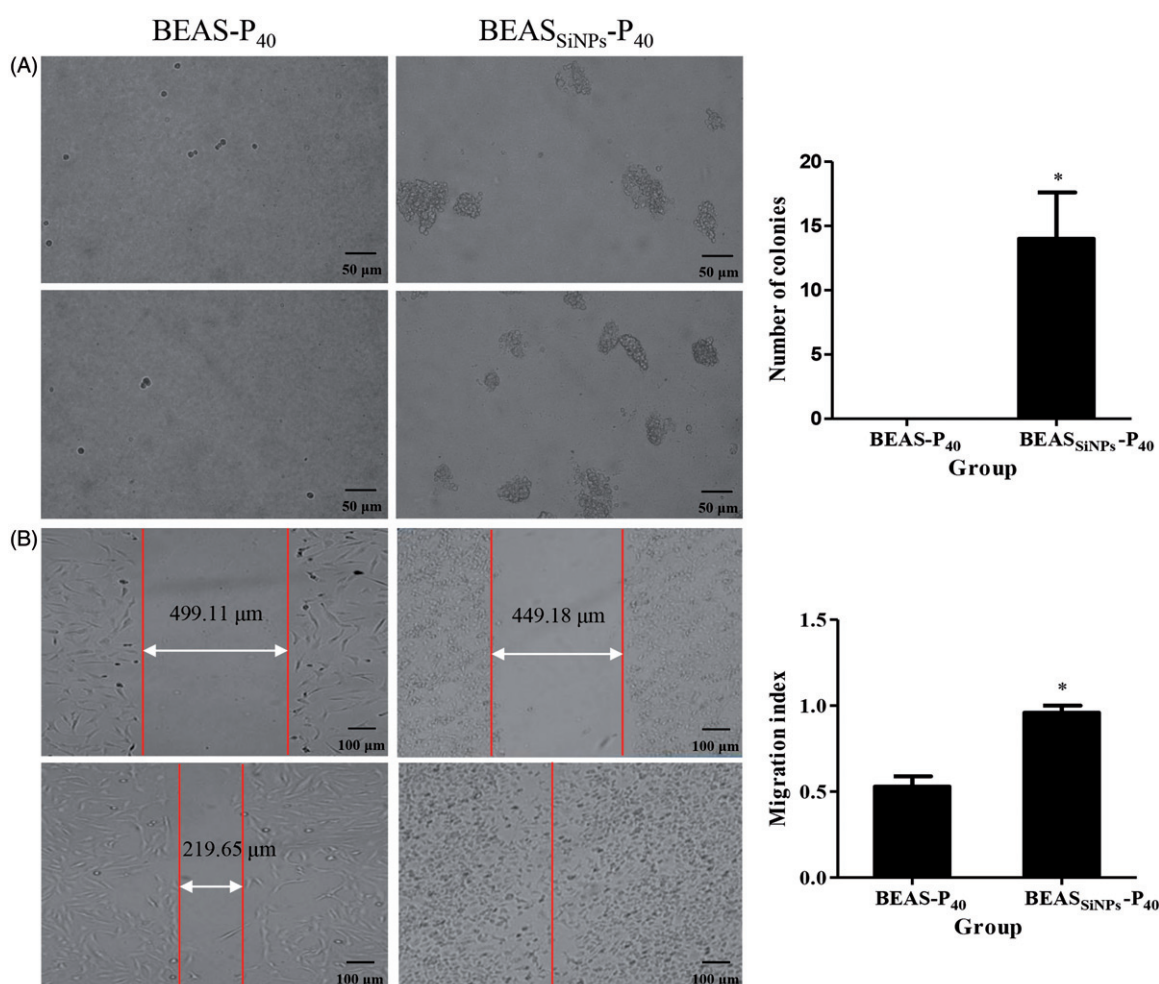 BEAS-P40
BEASSiNPs-P40
(A)
50 µm
50 µm
50 µm
50 µm
Number of colonies
20
15
10
5
0
BEAS-P40
BEASSiNPs-P40
Group
*
(B)
499.11 µm
100 µm
449.18 µm
100 µm
219.65 µm
100 µm
100 µm
Migration index
1.5
1.0
0.5
0.0
BEAS-P40
BEASSiNPs-P40
Group
*